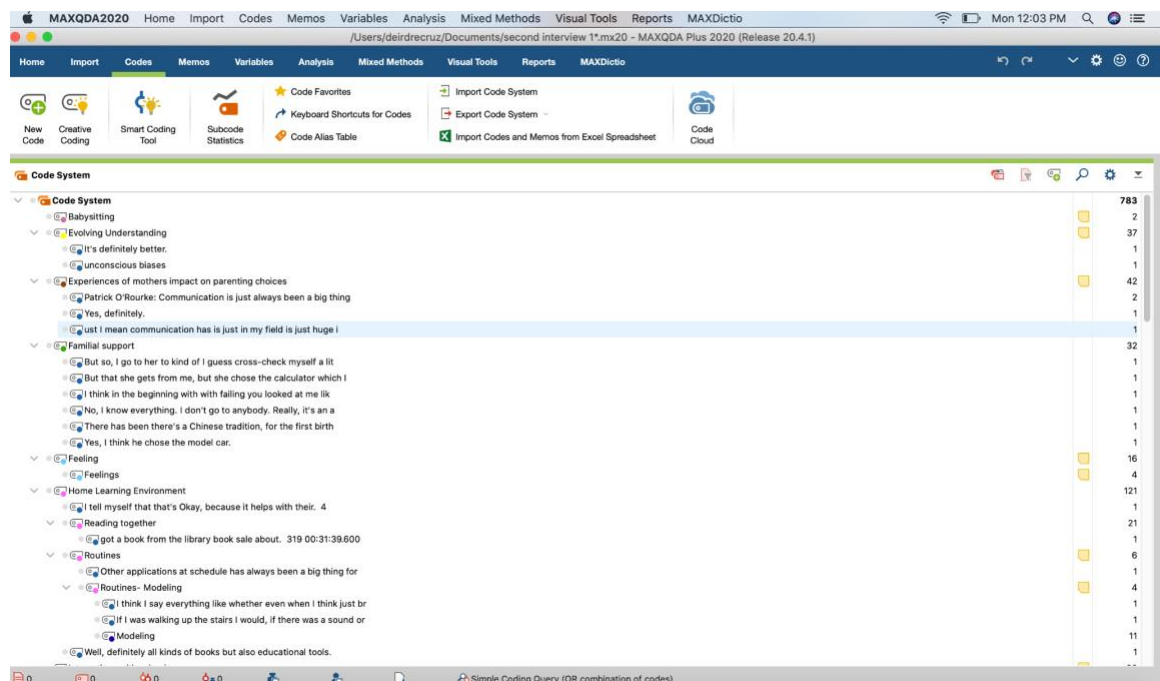 MAXQDA2020 Home Import Codes Memos Variables Analysis Mixed Methods Visual Tools Reports MAXDictio Mon 12:03 PM
/Users/deirdrecruz/Documents/second interview 1*.mx20 - MAXQDA Plus 2020 (Release 20.4.1)
Home Import Codes Memos Variables Analysis Mixed Methods Visual Tools Reports MAXDictio
Code Favorites Import Code System
Keyboard Shortcuts for Codes Export Code System
New Creative Smart Coding Subcode Code
Code Coding Tool Statistics Cloud
Code Alias Table Import Codes and Memos from Excel Spreadsheet
Code System
Code System 783
Babysitting 2
Evolving Understanding 37
It's definitely better. 1
unconscious biases 1
Experiences of mothers impact on parenting choices 42
Patrick O'Rourke: Communication is just always been a big thing 2
Yes, definitely. 1
ust I mean communication has is just in my field is just huge i 1
Familial support 32
But so, I go to her to kind of I guess cross-check myself a lit 1
But that she gets from me, but she chose the calculator which I 1
I think in the beginning with with failing you looked at me lik 1
No, I know everything. I don't go to anybody. Really, it's an a 1
There has been there's a Chinese tradition, for the first birth 1
Yes, I think he chose the model car. 1
Feeling 16
Feelings 4
Home Learning Environment 121
I tell myself that that's Okay, because it helps with their. 4 1
Reading together 21
got a book from the library book sale about. 319 00:31:39.600 1
Routines 6
Other applications at schedule has always been a big thing for 1
Routines- Modeling 4
I think I say everything like whether even when I think just br 1
If I was walking up the stairs I would, if there was a sound or 1
Modeling 11
Well, definitely all kinds of books but also educational tools. 1
0 0 0 0 Simple Coding Query (OR combination of codes)